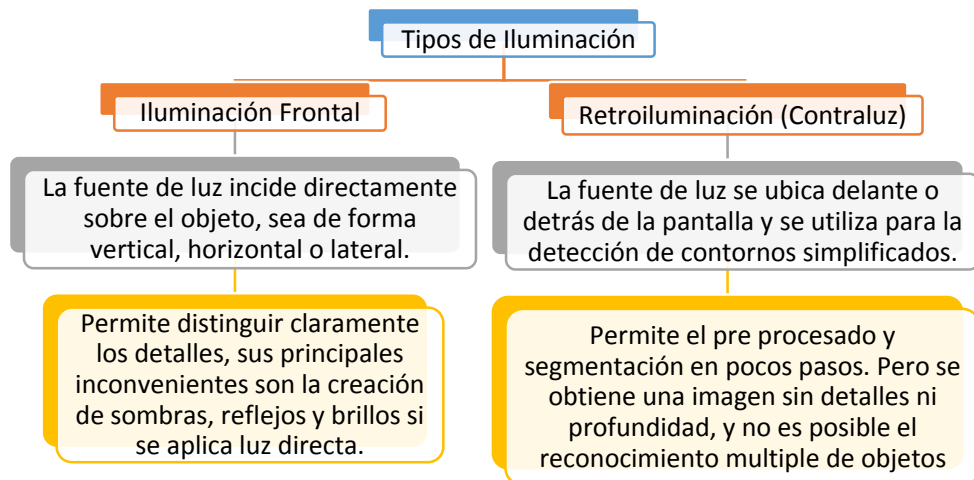 Tipos de Iluminación
Iluminación Frontal
Retroiluminación (Contraluz)
La fuente de luz incide directamente
sobre el objeto, sea de forma
vertical, horizontal o lateral.
La fuente de luz se ubica delante o
detrás de la pantalla y se utiliza para la
detección de contornos simplificados.
Permite distinguir claramente
los detalles, sus principales
inconvenientes son la creación
de sombras, reflejos y brillos si
se aplica luz directa.
Permite el pre procesado y
segmentación en pocos pasos. Pero se
obtiene una imagen sin detalles ni
profundidad, y no es posible el
reconocimiento multiple de objetos